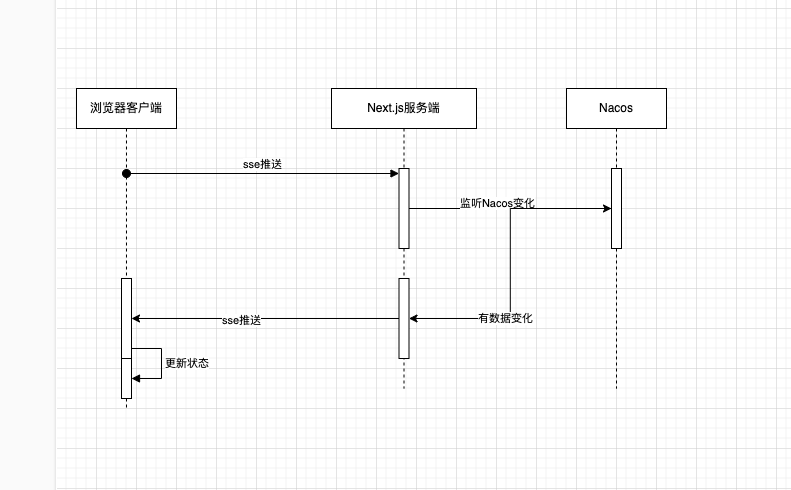 浏览器客户端
Next.js服务端
Nacos
sse推送
监听Nacos变化
sse推送
有数据变化
更新状态